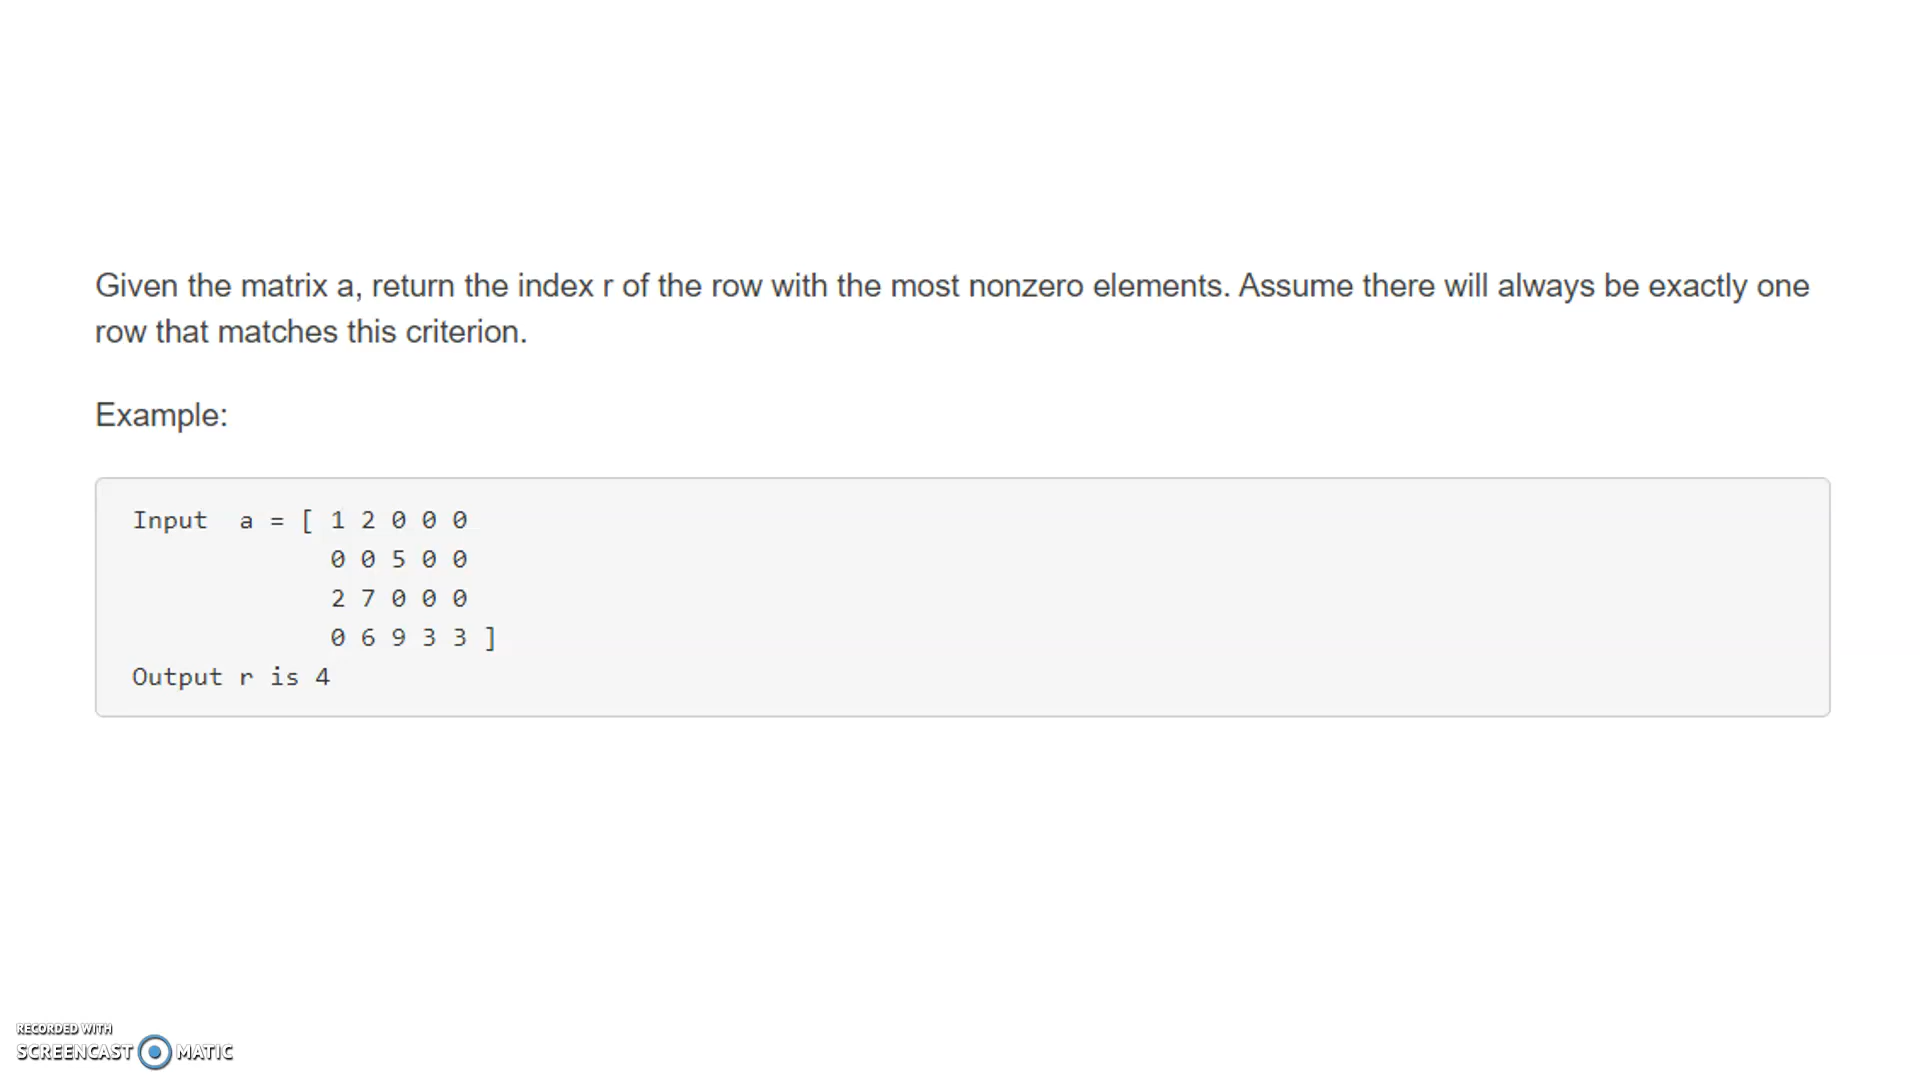 Given the matrix a, return the index r of the row with the most nonzero elements. Assume there will always be exactly one
row that matches this criterion.
Example:
Input  a = [ 1 2 0 0 0
0 0 5 0 0
2 7 0 0 0
0 6 9 3 3 ]
Output r is 4
RECORDED WITH
SCREENCAST MATIC